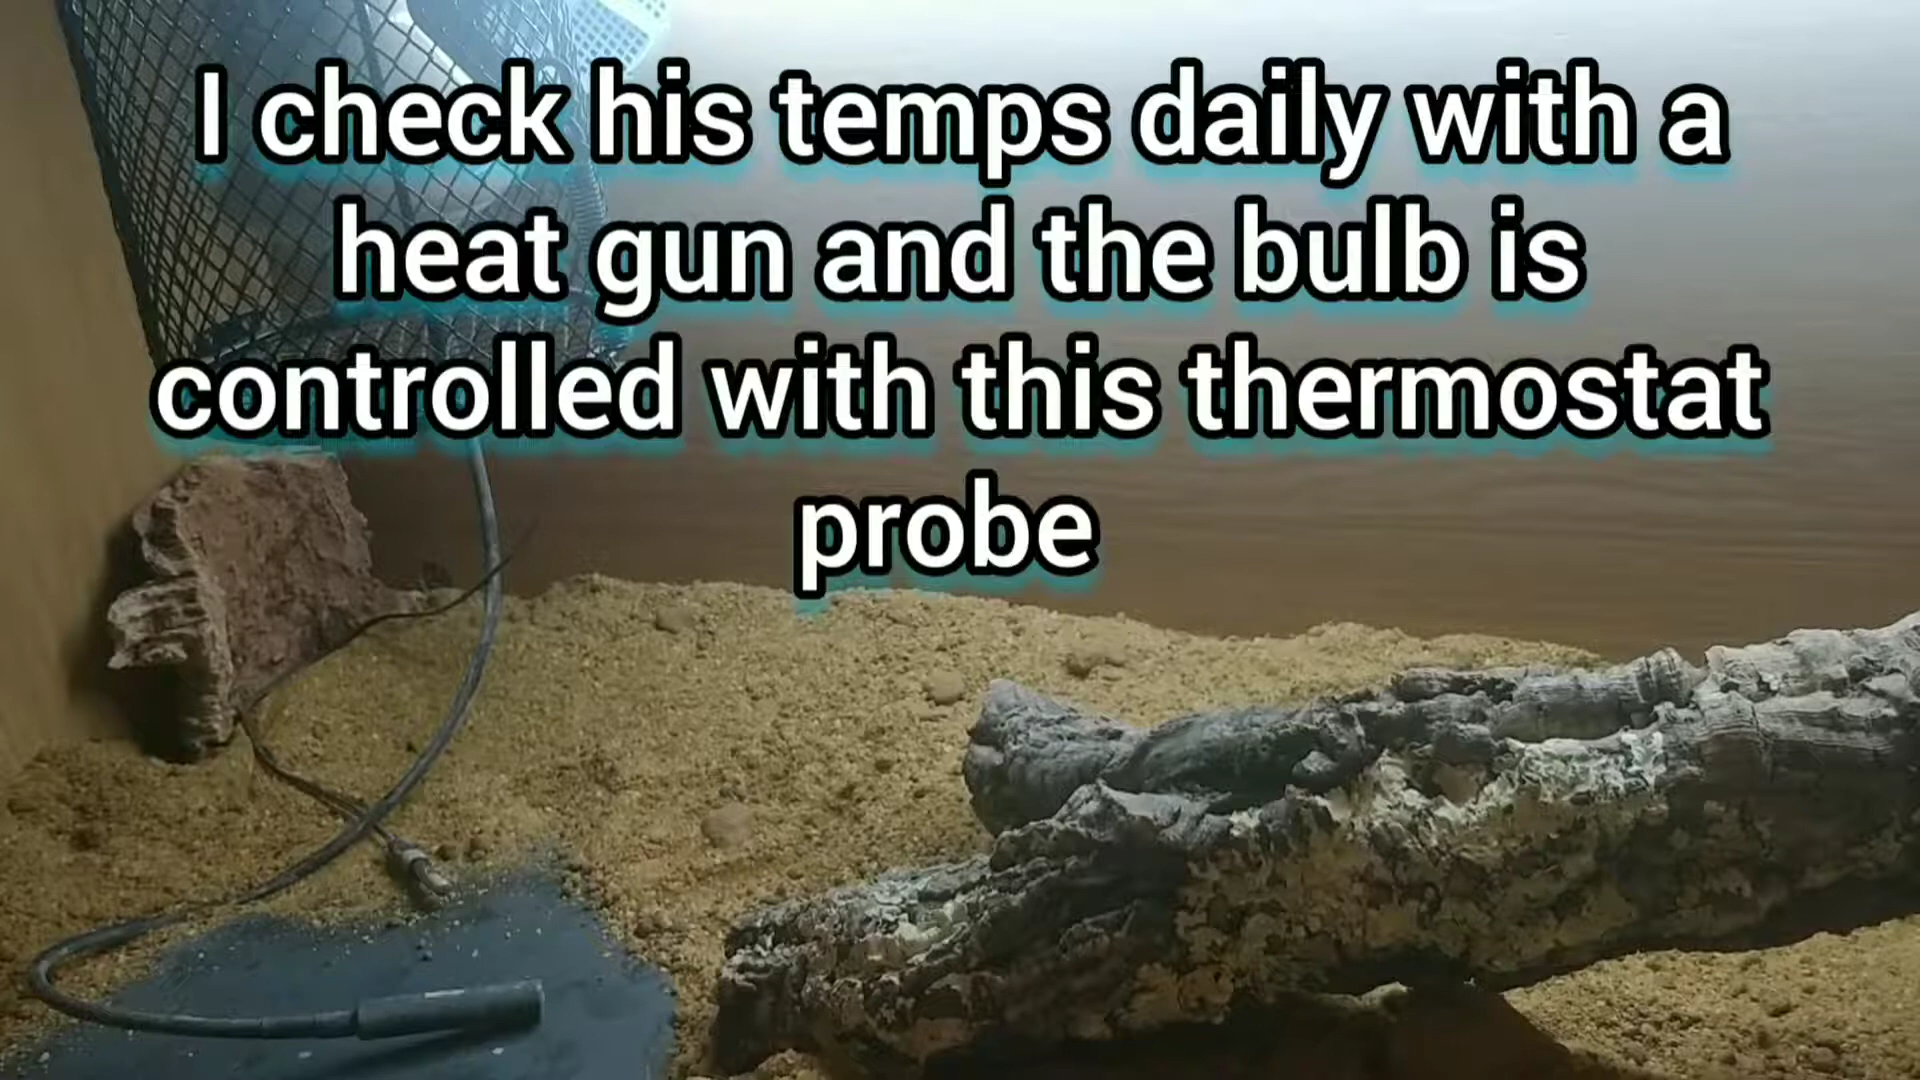 I check his temps daily with a
heat gun and the bulb is
controlled with this thermostat
probe